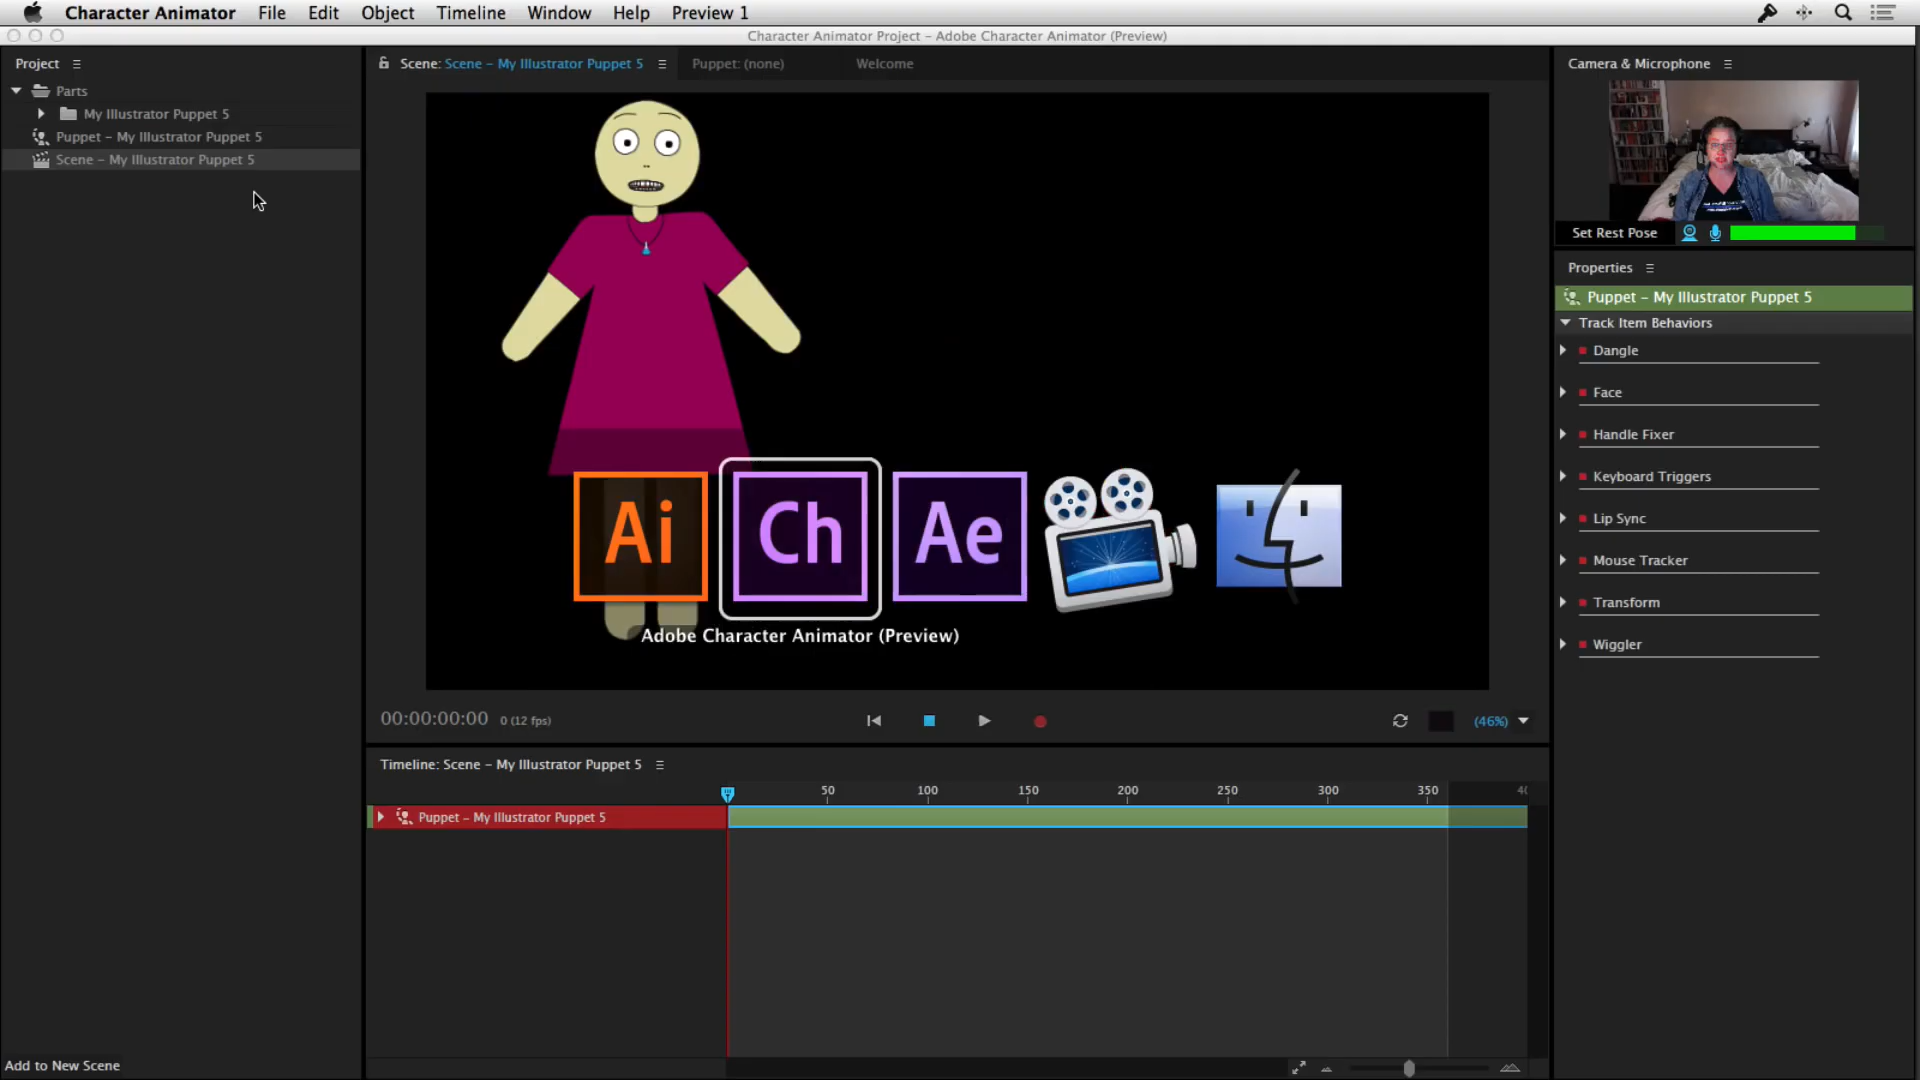 Character Animator File Edit Object Timeline Window Help Preview 1
Character Animator Project – Adobe Character Animator (Preview)
Project
Parts
My Illustrator Puppet 5
Puppet – My Illustrator Puppet 5
Scene – My Illustrator Puppet 5
Scene: Scene – My Illustrator Puppet 5 Puppet: (none) Welcome
Ai Ch Ae
Adobe Character Animator (Preview)
00:00:00:00 0 (12 fps)
(46%)
Timeline: Scene – My Illustrator Puppet 5
50 100 150 200 250 300 350 40
Puppet – My Illustrator Puppet 5
Camera & Microphone
Set Rest Pose
Properties
Puppet – My Illustrator Puppet 5
Track Item Behaviors
Dangle
Face
Handle Fixer
Keyboard Triggers
Lip Sync
Mouse Tracker
Transform
Wiggler
Add to New Scene